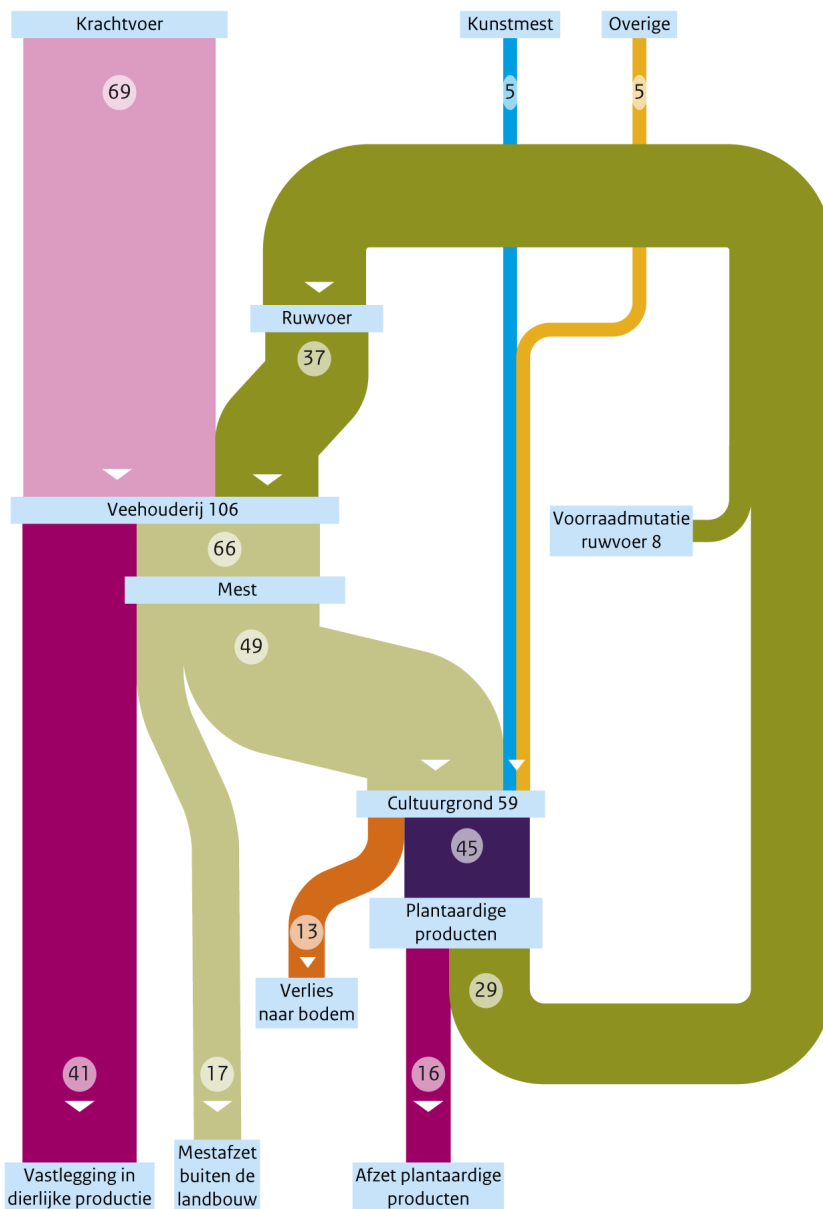 Krachtvoer
Kunstmest
Overige
69
5
5
Ruwvoer
37
Veehouderij 106
Voorraadmutatie
ruwvoer 8
66
Mest
49
Cultuurgrond 59
45
Plantaardige
producten
13
Verlies
naar bodem
29
41
17
16
Vastlegging in
dierlijke productie
Mestafzet
buiten de
landbouw
Afzet plantaardige
producten